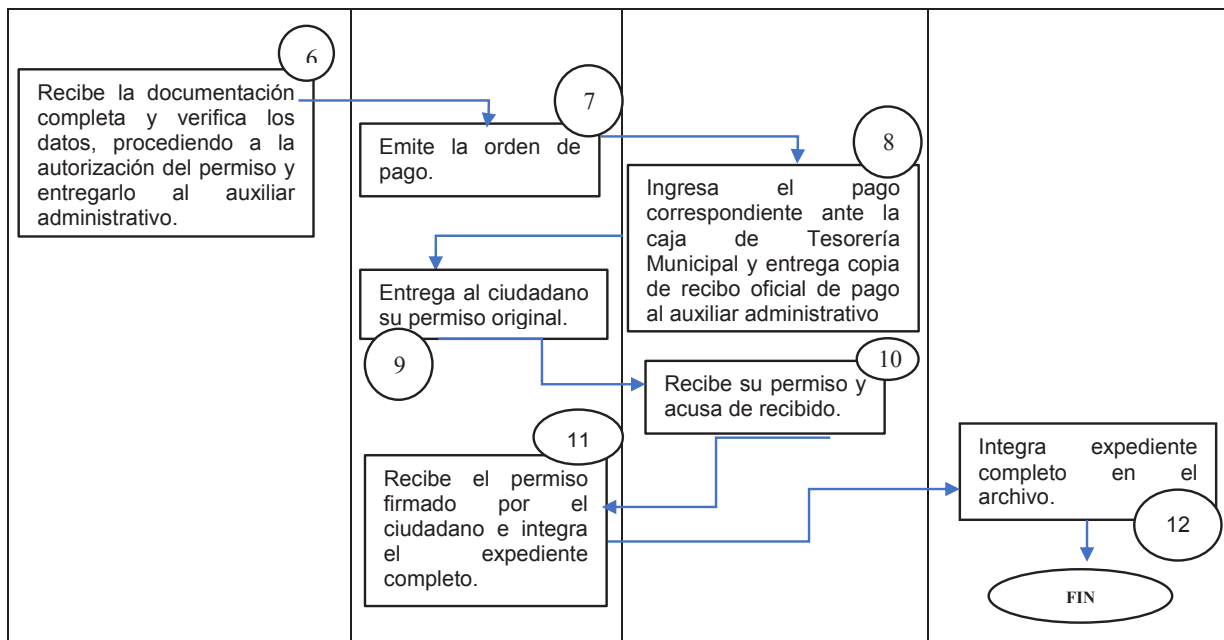 6
Recibe la documentación
completa y verifica los
datos, procediendo a la
autorización del permiso y
entregarlo al auxiliar
administrativo.
7
Emite la orden de
pago.
8
Ingresa el pago
correspondiente ante la
caja de Tesorería
Municipal y entrega copia
de recibo oficial de pago
al auxiliar administrativo
Entrega al ciudadano
su permiso original.
9
10
Recibe su permiso y
acusa de recibido.
11
Recibe el permiso
firmado por el
ciudadano e integra
el expediente
completo.
Integra expediente
completo en el
archivo.
12
FIN